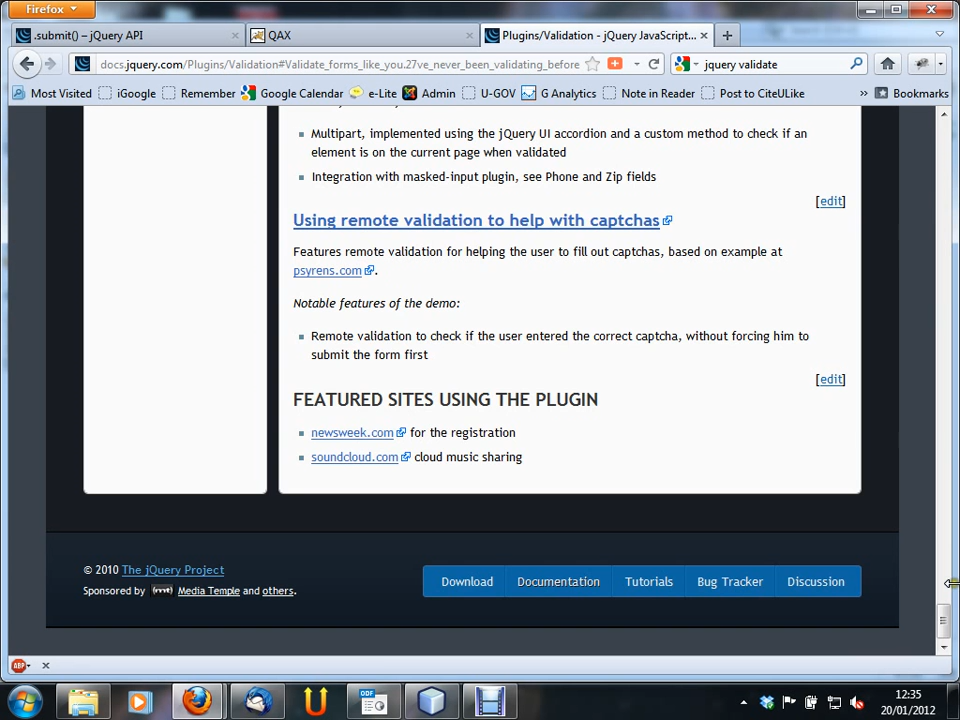 Firefox
.submit() – jQuery API
QAX
Plugins/Validation - jQuery JavaScript...
docs.jquery.com/Plugins/Validation#Validate_forms_like_you.27ve_never_been_validating_before
jquery validate
Most Visited
iGoogle
Remember
Google Calendar
e-Lite
Admin
U-GOV
G Analytics
Note in Reader
Post to CiteULike
»
Bookmarks
Multipart, implemented using the jQuery UI accordion and a custom method to check if an
element is on the current page when validated
Integration with masked-input plugin, see Phone and Zip fields
[edit]
Using remote validation to help with captchas
Features remote validation for helping the user to fill out captchas, based on example at
psyrens.com.
Notable features of the demo:
Remote validation to check if the user entered the correct captcha, without forcing him to
submit the form first
[edit]
FEATURED SITES USING THE PLUGIN
newsweek.com for the registration
soundcloud.com cloud music sharing
© 2010 The jQuery Project
Sponsored by (mt) Media Temple and others.
Download
Documentation
Tutorials
Bug Tracker
Discussion
ABP
ODF
12:35
20/01/2012